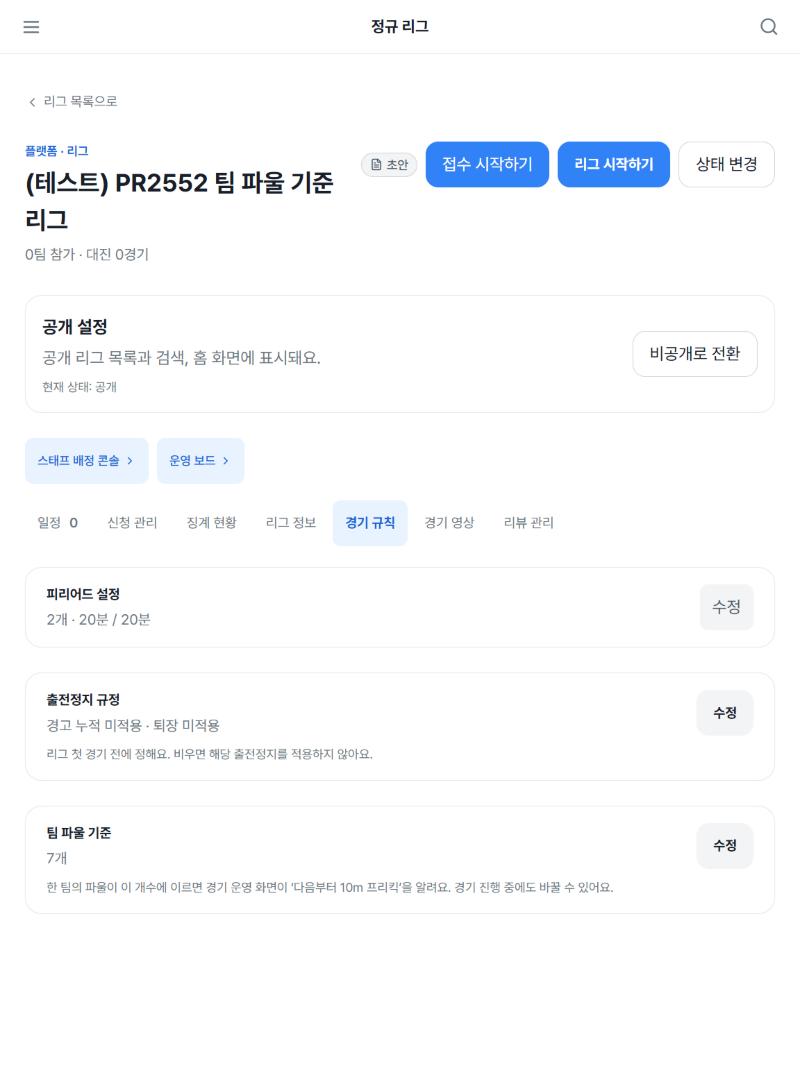 정규 리그
리그 목록으로
플랫폼 · 리그
(테스트) PR2552 팀 파울 기준
리그
0팀 참가 · 대진 0경기
초안
접수 시작하기
리그 시작하기
상태 변경
공개 설정
공개 리그 목록과 검색, 홈 화면에 표시돼요.
현재 상태: 공개
비공개로 전환
스태프 배정 콘솔
운영 보드
일정 0
신청 관리
징계 현황
리그 정보
경기 규칙
경기 영상
리뷰 관리
피리어드 설정
2개 · 20분 / 20분
수정
출전정지 규정
경고 누적 미적용 · 퇴장 미적용
리그 첫 경기 전에 정해요. 비우면 해당 출전정지를 적용하지 않아요.
수정
팀 파울 기준
7개
한 팀의 파울이 이 개수에 이르면 경기 운영 화면이 '다음부터 10m 프리킥'을 알려요. 경기 진행 중에도 바꿀 수 있어요.
수정